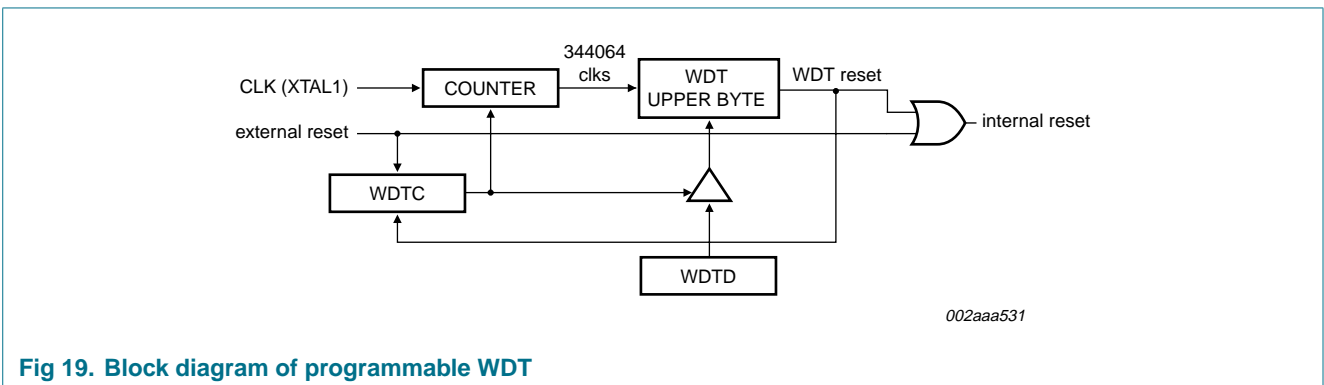 344064
clks
CLK (XTAL1)
COUNTER
WDT
UPPER BYTE
WDT reset
external reset
internal reset
WDTC
WDTD
002aaa531
Fig 19. Block diagram of programmable WDT